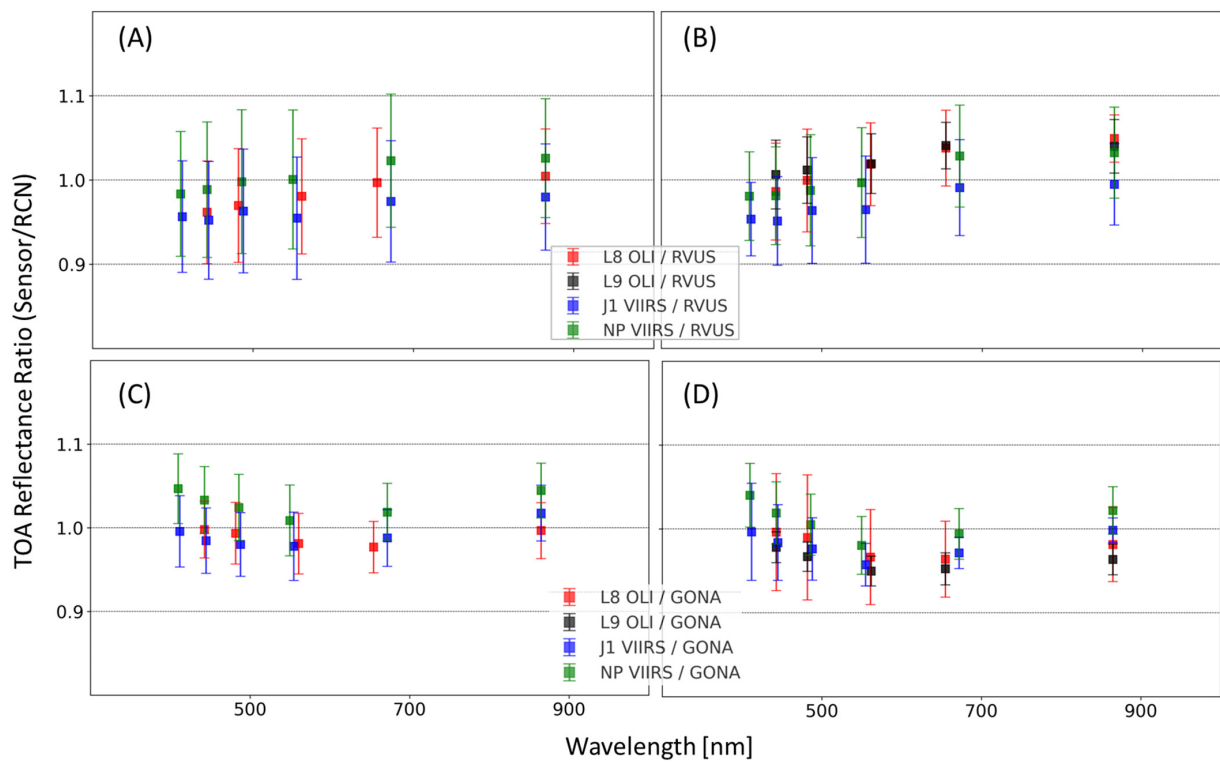 (A)
(B)
1.1
1.0
0.9
L8 OLI / RVUS
L9 OLI / RVUS
J1 VIIRS / RVUS
NP VIIRS / RVUS
TOA Reflectance Ratio (Sensor/RCN)
(C)
(D)
1.1
1.0
0.9
L8 OLI / GONA
L9 OLI / GONA
J1 VIIRS / GONA
NP VIIRS / GONA
500 700 900 500 700 900
Wavelength [nm]